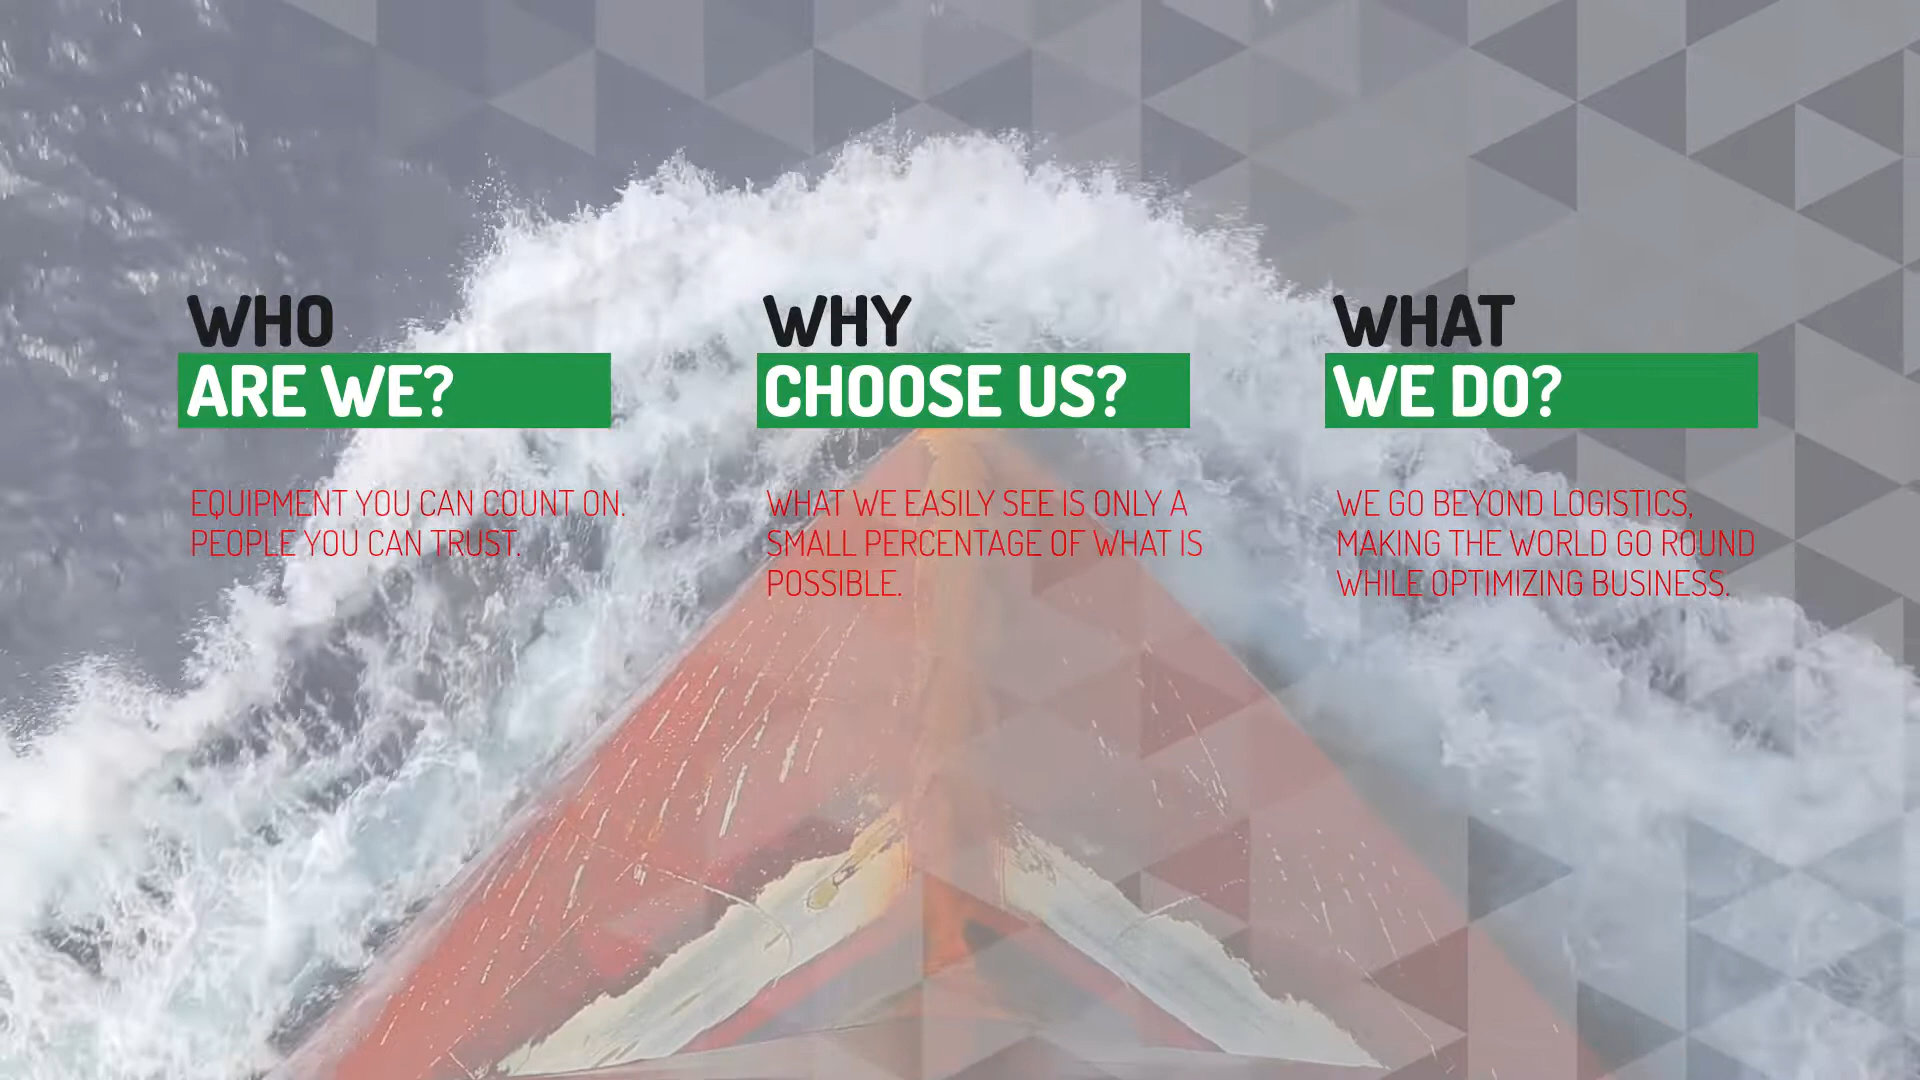 WHO
ARE WE?
EQUIPMENT YOU CAN COUNT ON.
PEOPLE YOU CAN TRUST.
WHY
CHOOSE US?
WHAT WE EASILY SEE IS ONLY A
SMALL PERCENTAGE OF WHAT IS
POSSIBLE.
WHAT
WE DO?
WE GO BEYOND LOGISTICS,
MAKING THE WORLD GO ROUND
WHILE OPTIMIZING BUSINESS.